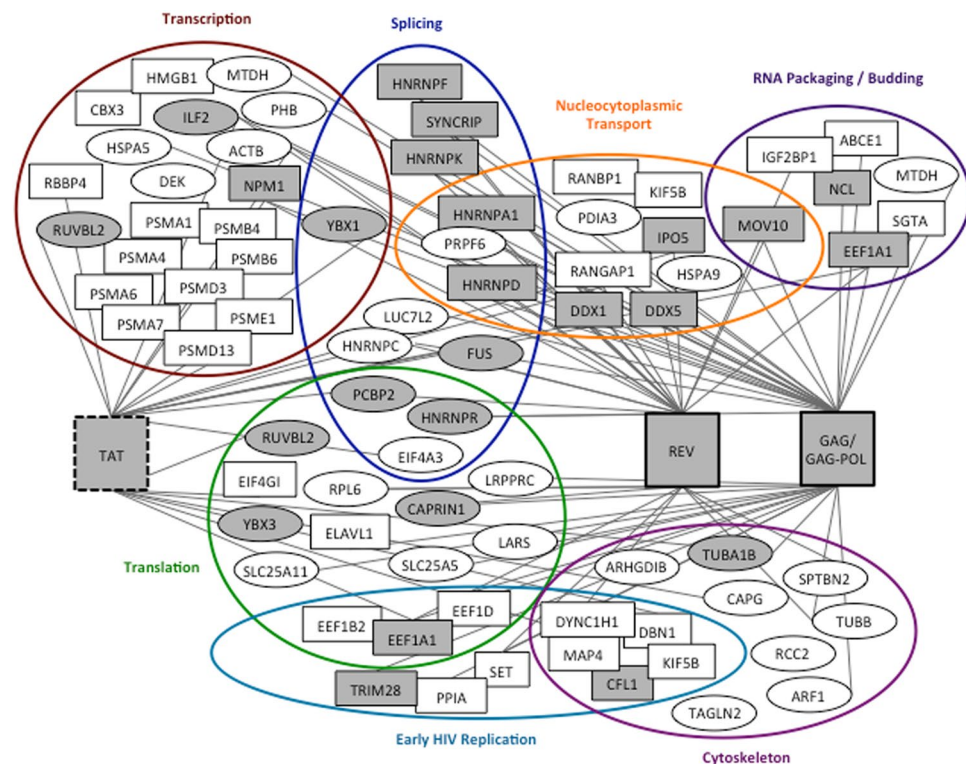 Transcription
Splicing
RNA Packaging / Budding
Nucleocytoplasmic
Transport
HMGB1
MTDH
CBX3
PHB
ILF2
HSPA5
ACTB
RBBP4
DEK
NPM1
RUVBL2
PSMA1
PSMB4
YBX1
PSMA4
PSMB6
PSMA6
PSMD3
PSMA7
PSME1
PSMD13
HNRNPF
SYNCRIP
HNRNPK
HNRNPA1
PRPF6
HNRNPD
LUC7L2
HNRNPC
FUS
RANBP1
KIF5B
PDIA3
IPO5
RANGAP1
HSPA9
DDX1
DDX5
MOV10
IGF2BP1
ABCE1
NCL
MTDH
SGTA
EEF1A1
TAT
REV
GAG/
GAG-POL
PCBP2
HNRNPR
RUVBL2
EIF4A3
EIF4GI
RPL6
LRPPRC
CAPRIN1
YBX3
ELAVL1
LARS
SLC25A11
SLC25A5
Translation
EEF1D
EEF1B2
EEF1A1
SET
TRIM28
PPIA
Early HIV Replication
ARHGDIB
TUBA1B
SPTBN2
CAPG
TUBB
DYNC1H1
DBN1
MAP4
KIF5B
CFL1
RCC2
ARF1
TAGLN2
Cytoskeleton